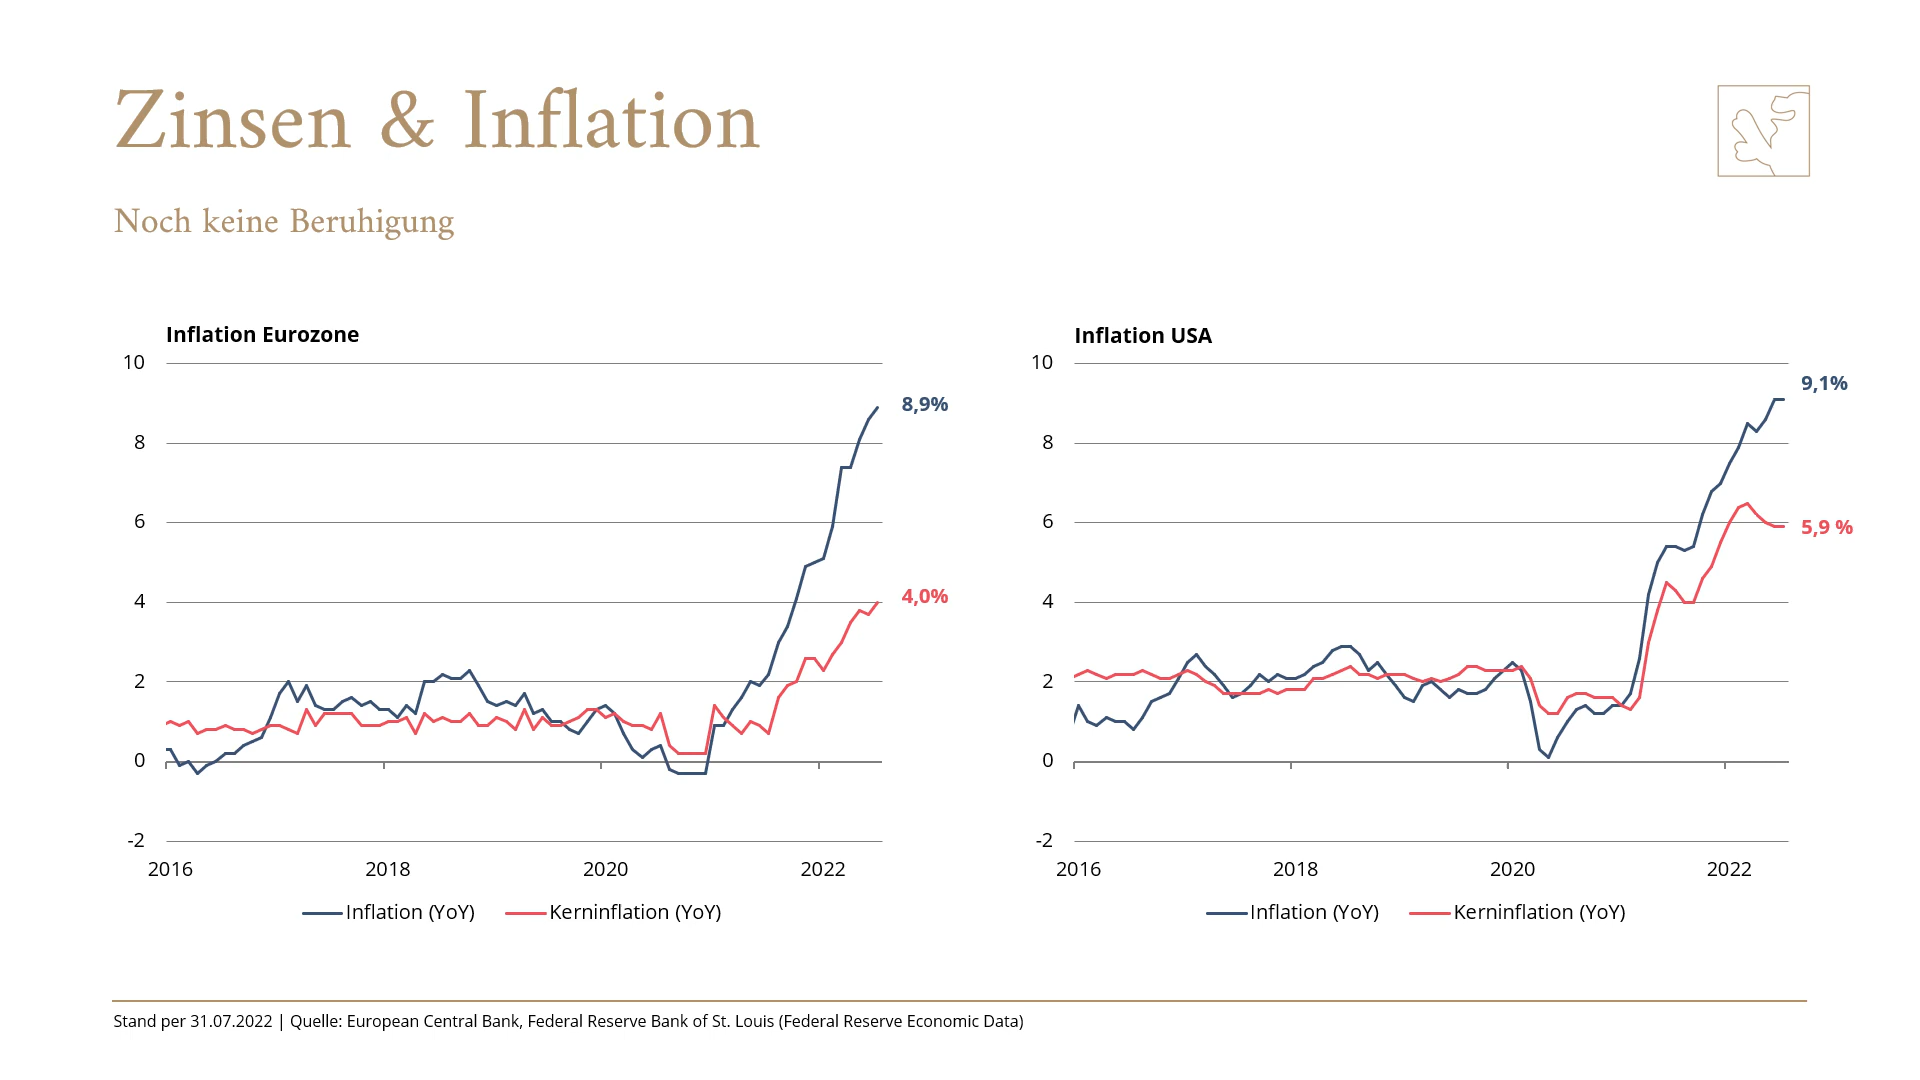 Zinsen & Inflation
Noch keine Beruhigung
Inflation Eurozone
10
8
6
4
2
0
-2
8,9%
4,0%
2016 2018 2020 2022
Inflation (YoY) Kerninflation (YoY)
Inflation USA
10
8
6
4
2
0
-2
9,1%
5,9 %
2016 2018 2020 2022
Inflation (YoY) Kerninflation (YoY)
Stand per 31.07.2022 | Quelle: European Central Bank, Federal Reserve Bank of St. Louis (Federal Reserve Economic Data)